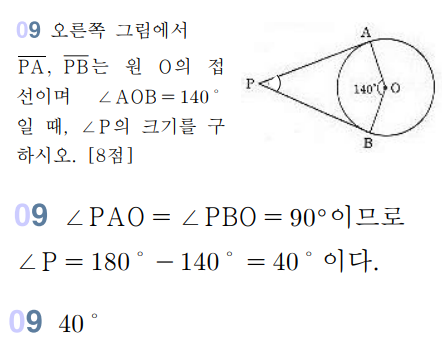 09 오른쪽 그림에서
PA, PB는 원 O의 접
선이며 ∠AOB=140°
일 때, ∠P의 크기를 구
하시오. [8점]
A
P
140°
O
B
09 ∠PAO=∠PBO=90°이므로
∠P=180°-140°=40°이다.
09 40°